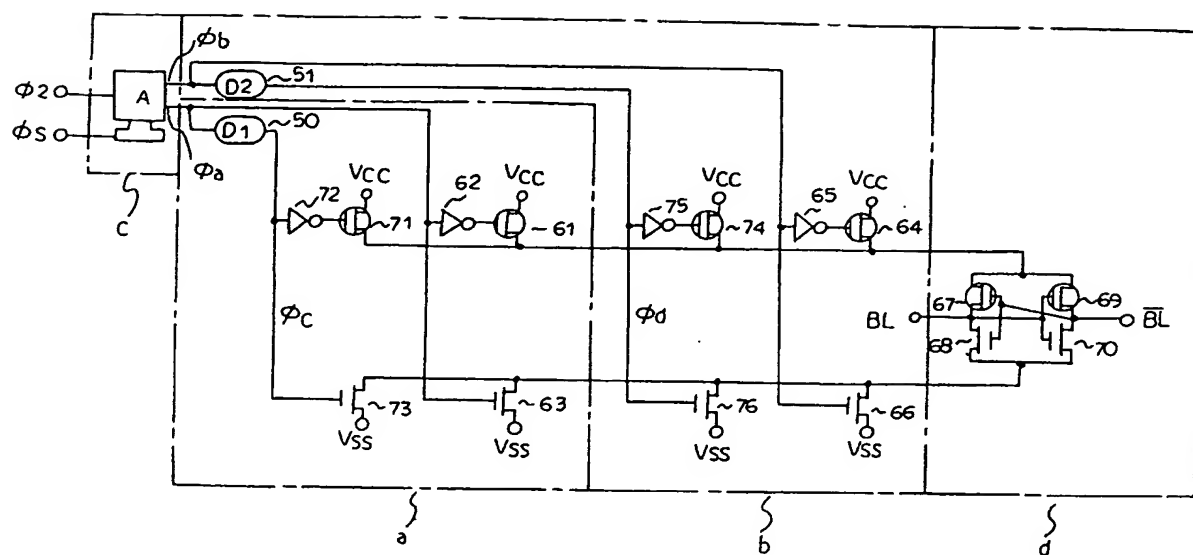 ϕb
ϕ2
A
D2
51
ϕS
D1
50
ϕa
C
72
VCC
71
62
VCC
61
75
VCC
74
65
VCC
64
ϕC
ϕd
BL
67
69
B̅L̅
68
70
73
VSS
63
VSS
76
VSS
66
VSS
a
b
d